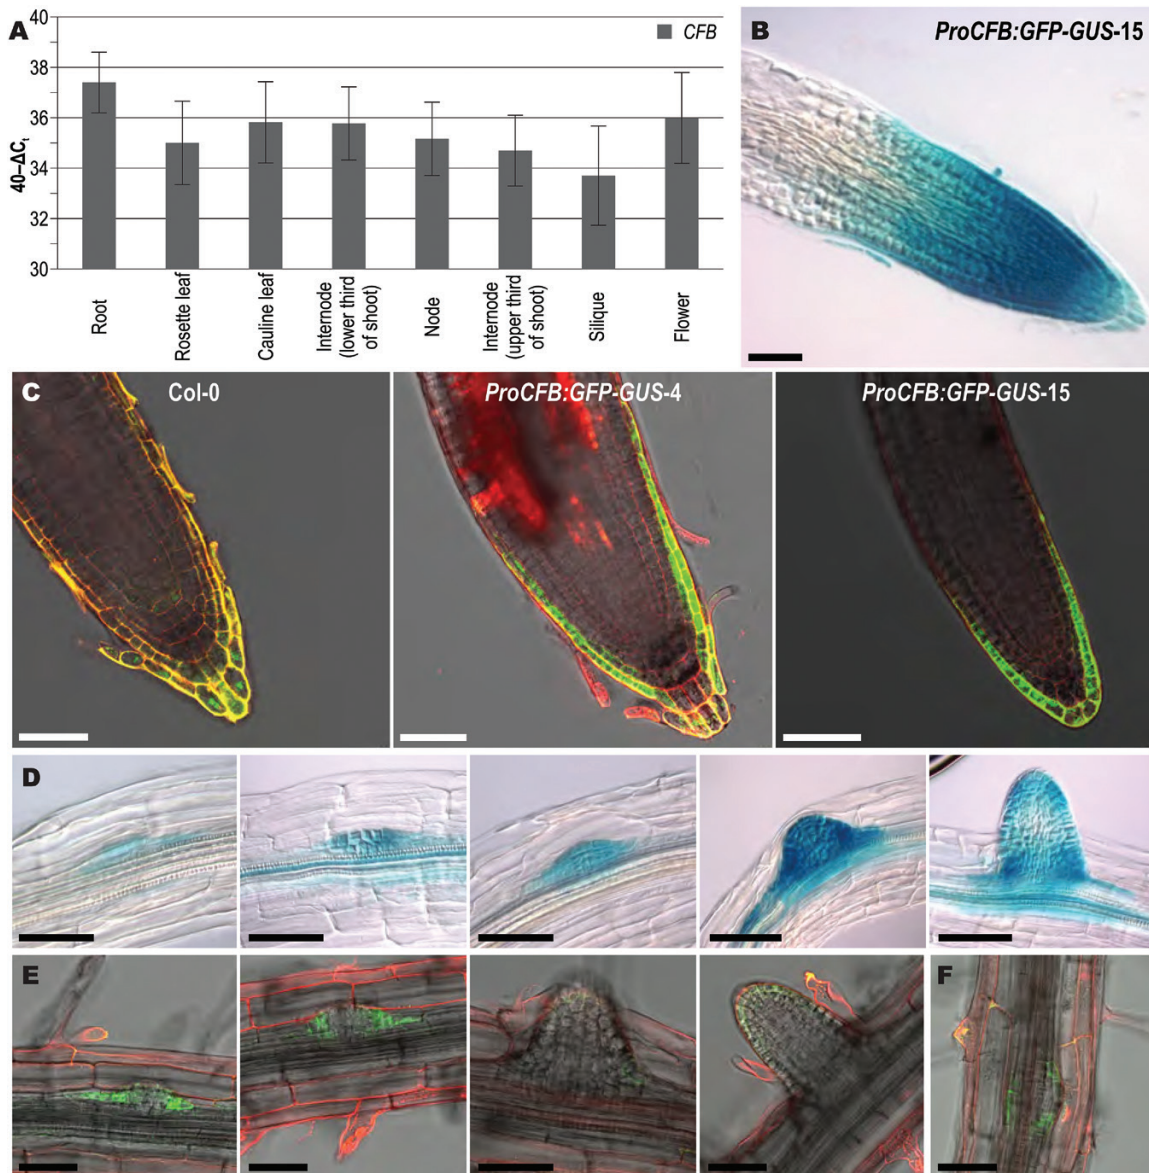 A
40
38
36
34
32
30
40–ΔCt
CFB
Root
Rosette leaf
Cauline leaf
Internode
(lower third
of shoot)
Node
Internode
(upper third
of shoot)
Silique
Flower
B
ProCFB:GFP-GUS-15
C
Col-0
ProCFB:GFP-GUS-4
ProCFB:GFP-GUS-15
D
E
F